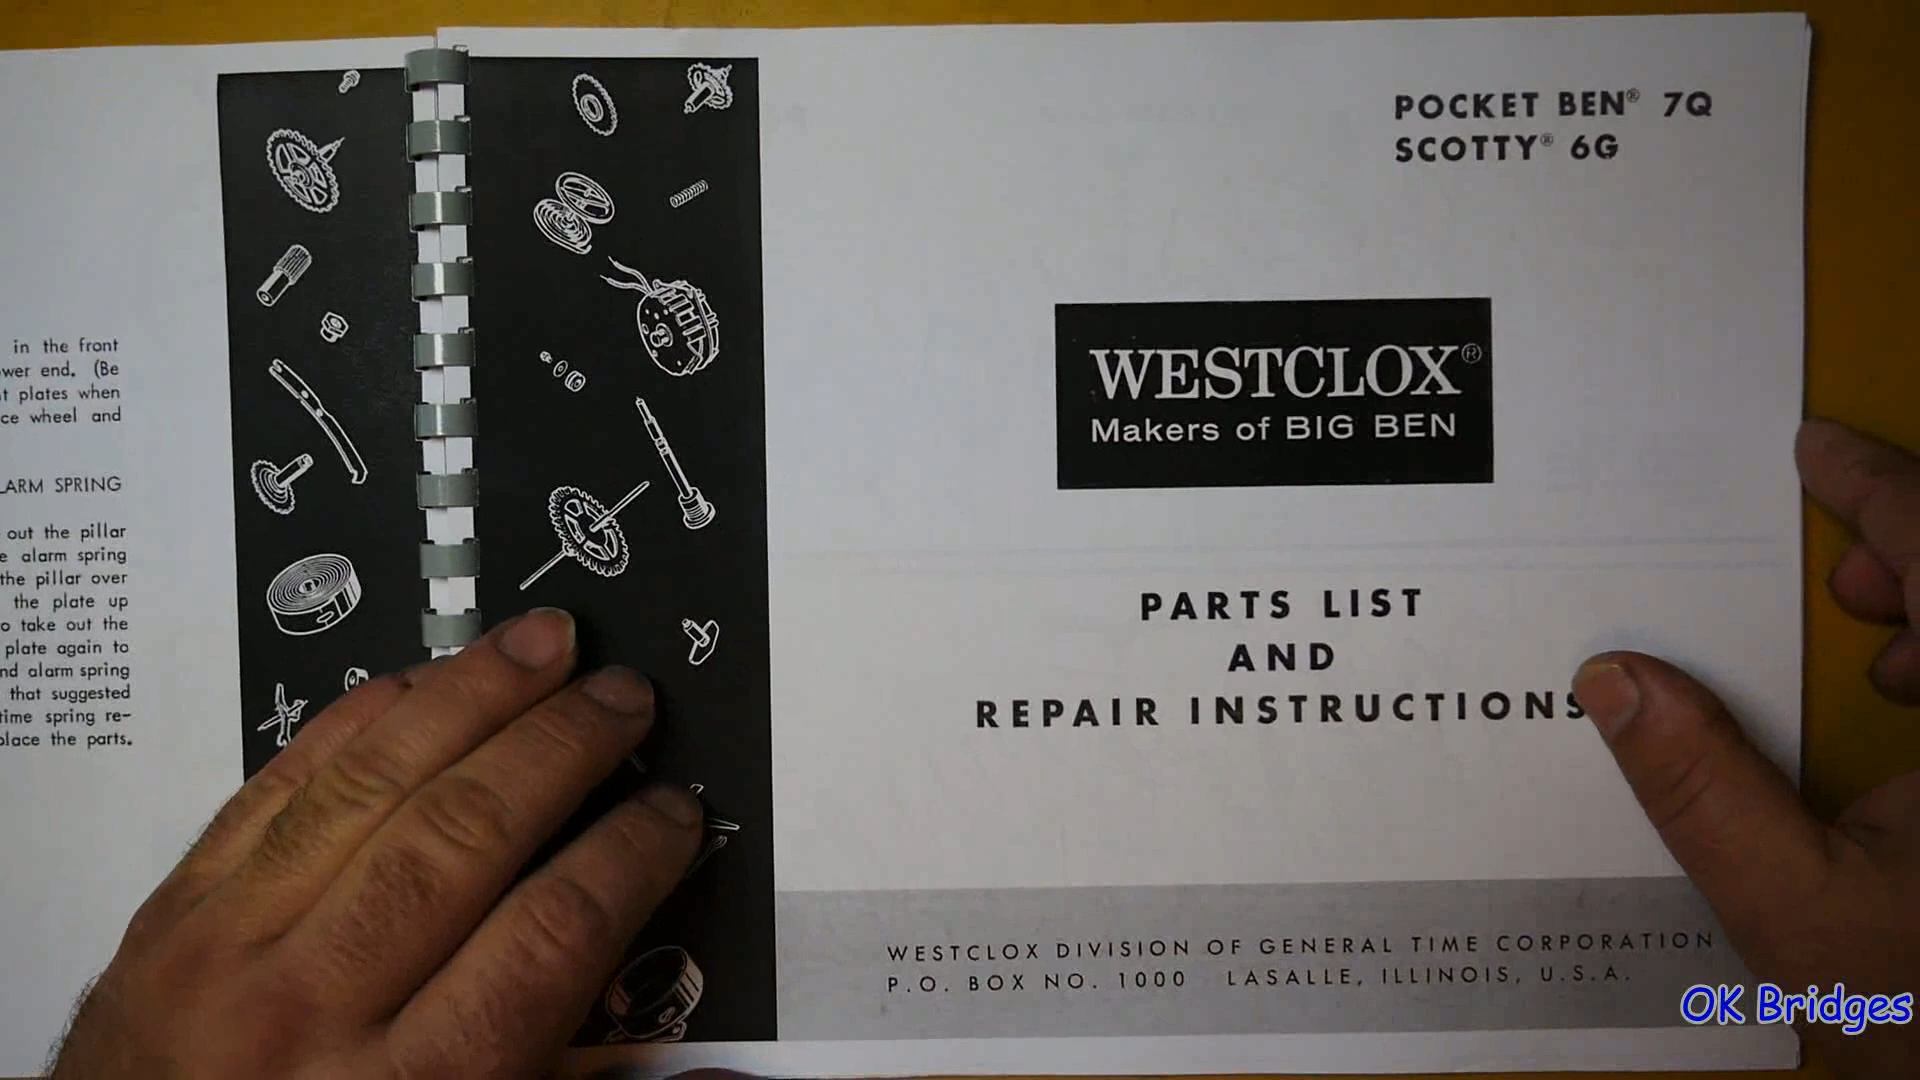 in the front
ower end. (Be
t plates when
ce wheel and
LARM SPRING
out the pillar
e alarm spring
the pillar over
the plate up
o take out the
plate again to
nd alarm spring
that suggested
time spring re-
place the parts.
POCKET BEN® 7Q
SCOTTY® 6G
WESTCLOX®
Makers of BIG BEN
PARTS LIST
AND
REPAIR INSTRUCTIONS
WESTCLOX DIVISION OF GENERAL TIME CORPORATION
P.O. BOX NO. 1000 LASALLE, ILLINOIS, U.S.A.
OK Bridges